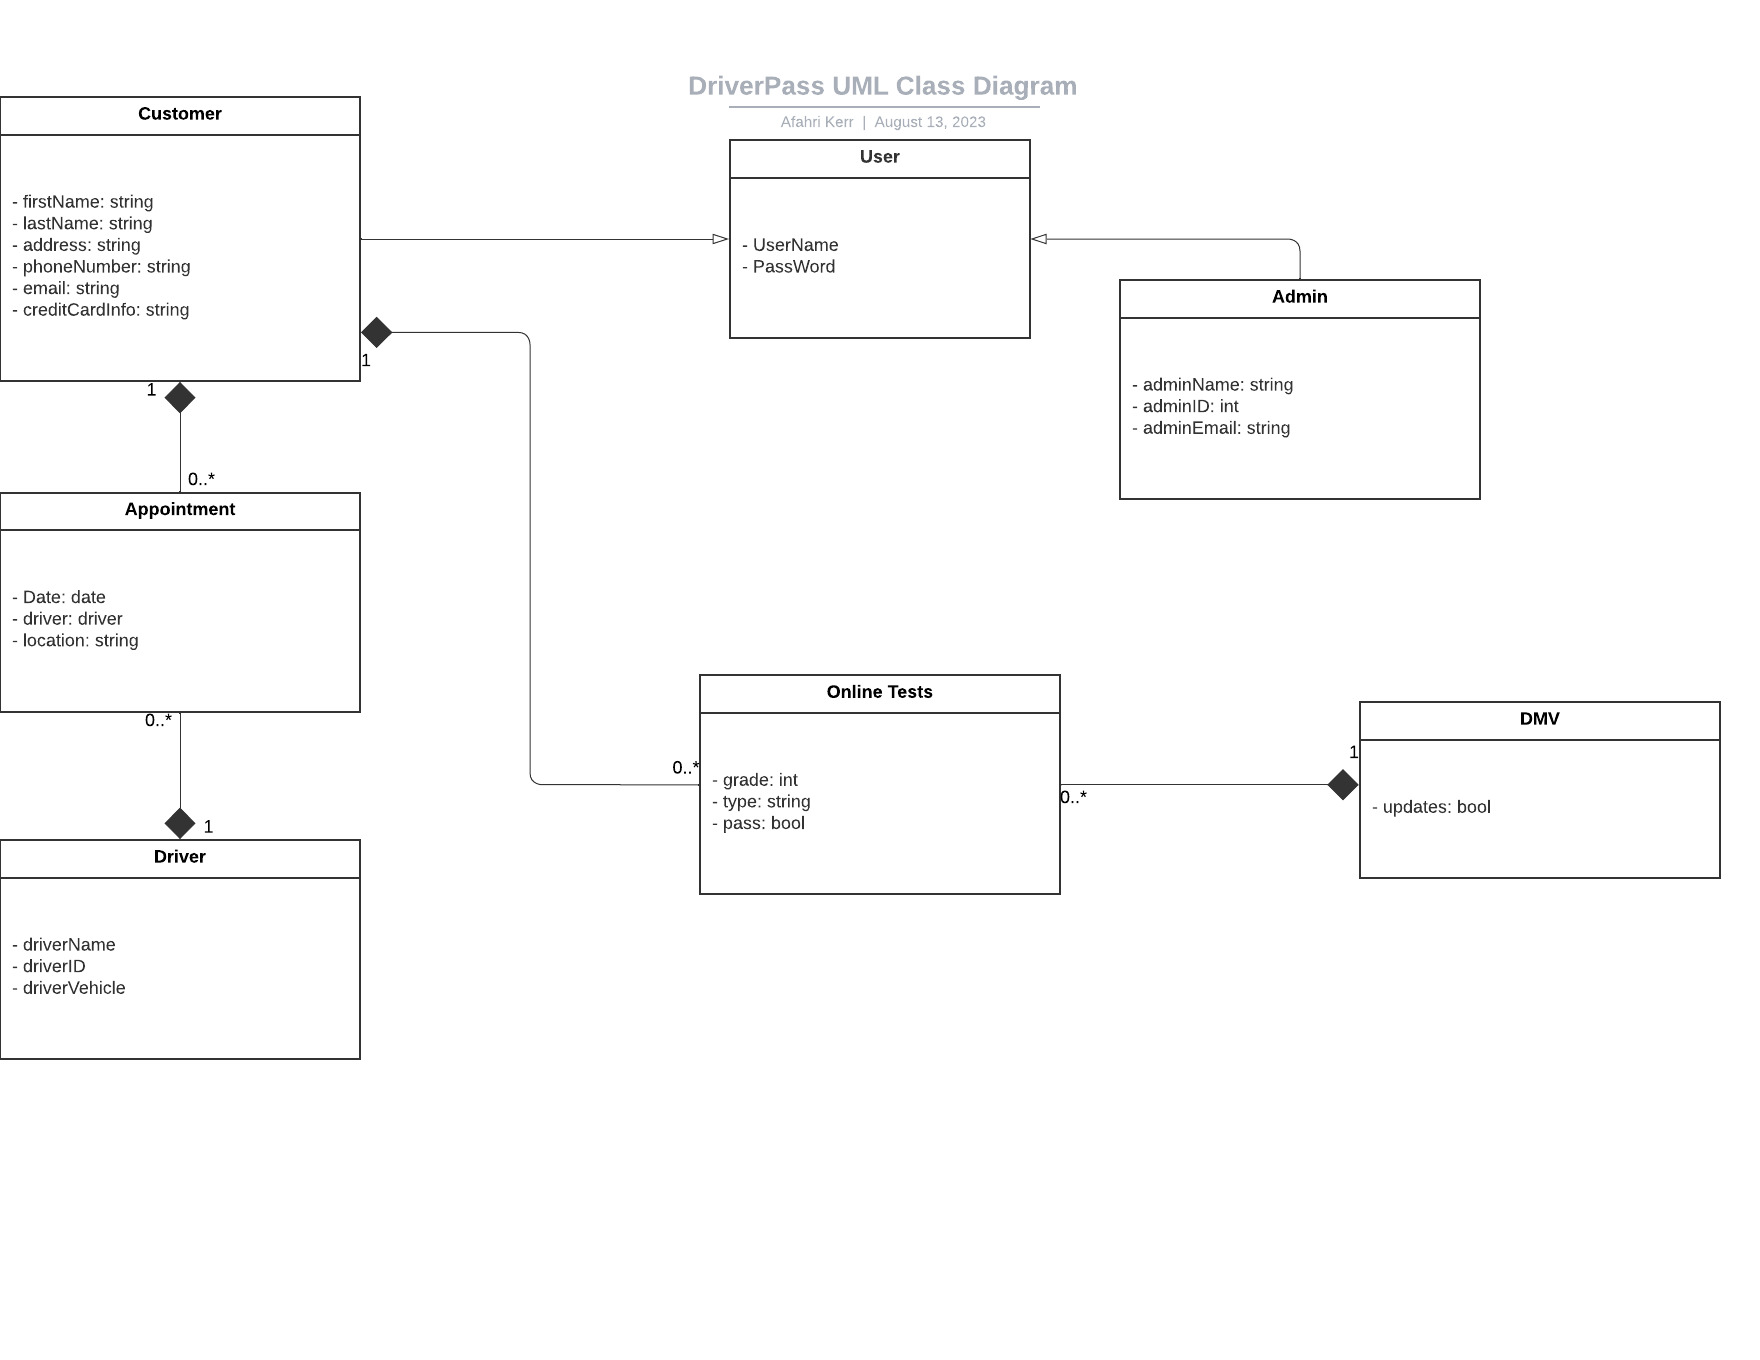 DriverPass UML Class Diagram
Afahri Kerr | August 13, 2023
Customer
- firstName: string
- lastName: string
- address: string
- phoneNumber: string
- email: string
- creditCardInfo: string
User
- UserName
- PassWord
Admin
- adminName: string
- adminID: int
- adminEmail: string
1
1
0..*
Appointment
- Date: date
- driver: driver
- location: string
0..*
1
Driver
- driverName
- driverID
- driverVehicle
0..*
Online Tests
- grade: int
- type: string
- pass: bool
0..*
1
DMV
- updates: bool